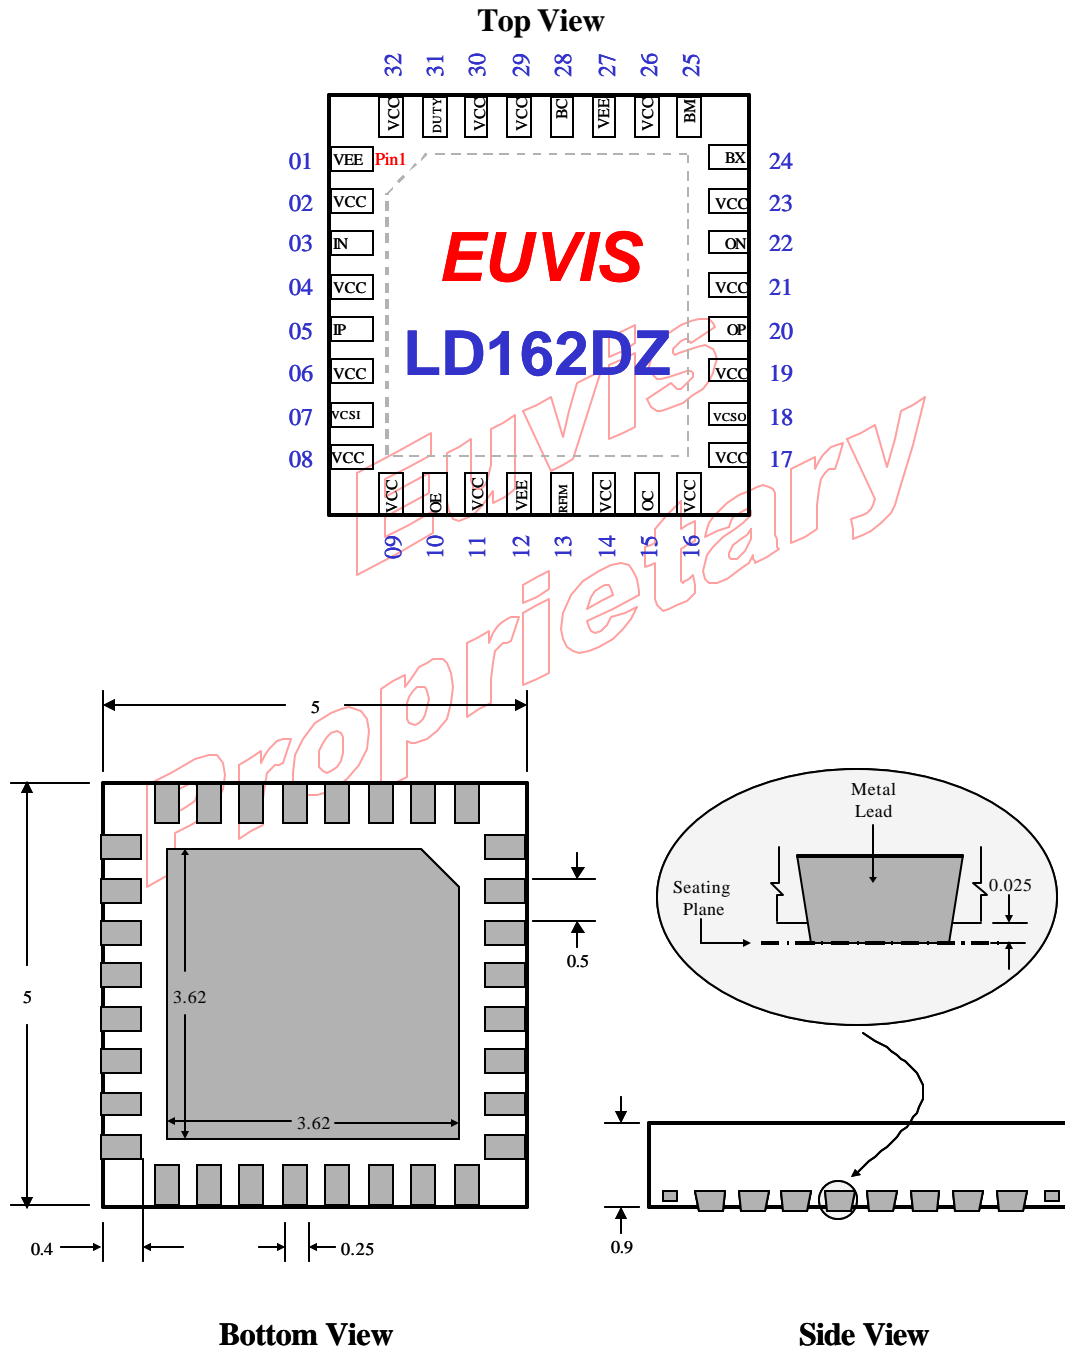 Top View
32 31 30 29 28 27 26 25
VCC DUTY VCC VCC BC VEE VCC BM
01 VEE Pin1 BX 24
02 VCC VCC 23
03 IN ON 22
04 VCC VCC 21
05 IP OP 20
06 VCC VCC 19
07 VCSI VCSO 18
08 VCC VCC 17
EUVIS
LD162DZ
VCC OE VCC VEE RFIM VCC OC VCC
09 10 11 12 13 14 15 16
Euvis
Proprietary
5
5
3.62
3.62
0.5
0.4
0.25
Metal
Lead
Seating
Plane
0.025
0.9
Bottom View
Side View